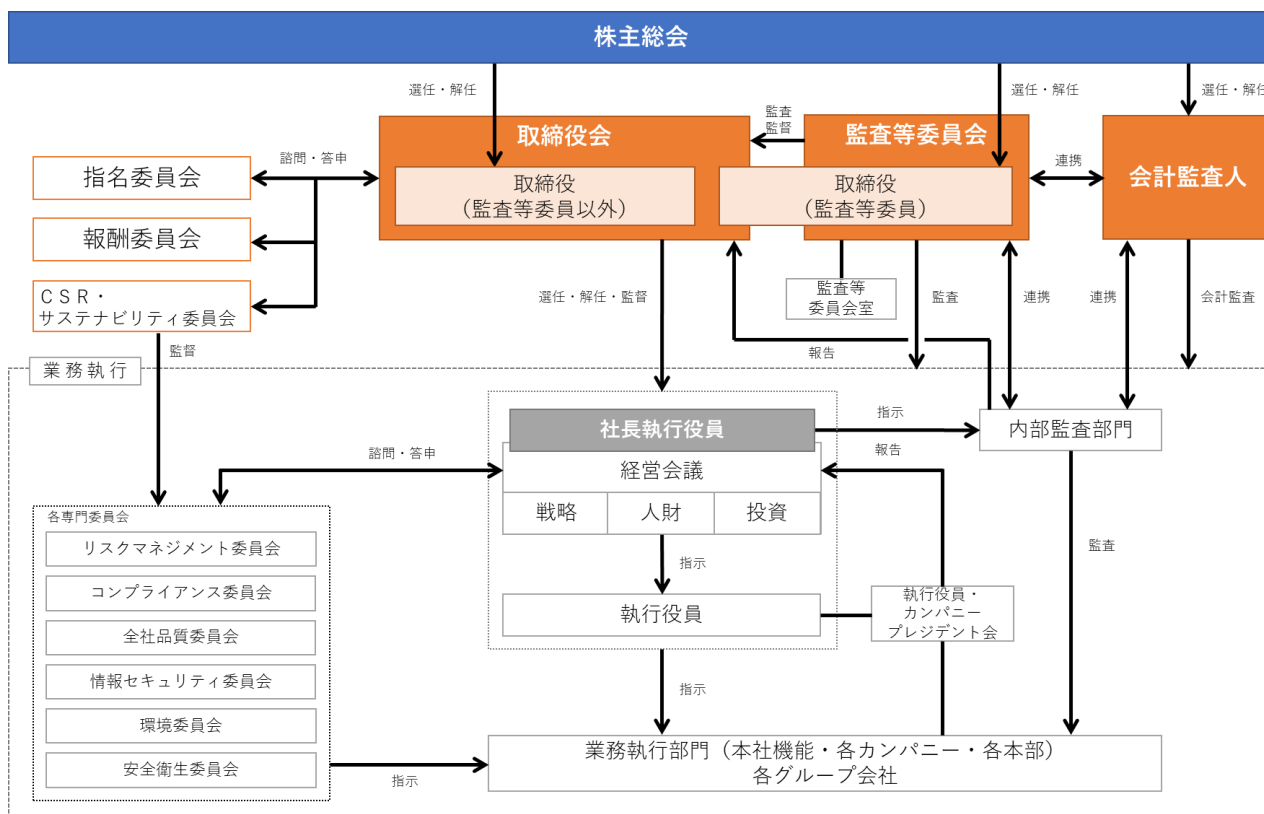 株主総会
選任・解任
選任・解任
選任・解任
取締役会
監査
監督
監査等委員会
会計監査人
諮問・答申
連携
指名委員会
取締役
（監査等委員以外）
取締役
（監査等委員）
報酬委員会
ＣＳＲ・
サステナビリティ委員会
選任・解任・監督
監査等
委員会室
監査
連携
連携
会計監査
監督
報告
業務執行
社長執行役員
指示
内部監査部門
諮問・答申
経営会議
報告
戦略
人財
投資
各専門委員会
リスクマネジメント委員会
監査
指示
コンプライアンス委員会
執行役員
執行役員・
カンパニー
プレジデント会
全社品質委員会
情報セキュリティ委員会
指示
環境委員会
安全衛生委員会
指示
業務執行部門（本社機能・各カンパニー・各本部）
各グループ会社